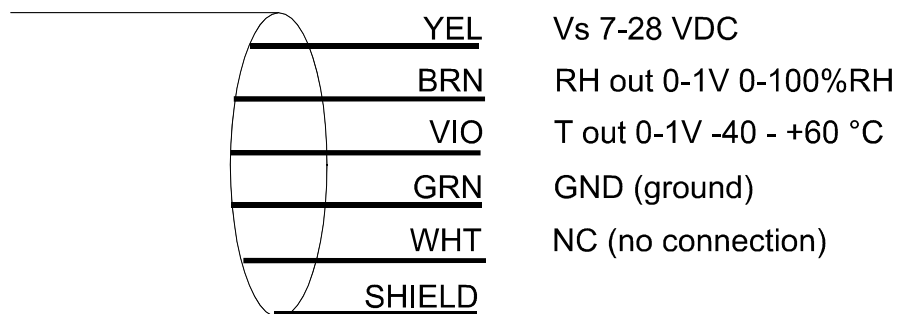 YEL Vs 7-28 VDC
BRN RH out 0-1V 0-100%RH
VIO T out 0-1V -40 - +60 °C
GRN GND (ground)
WHT NC (no connection)
SHIELD